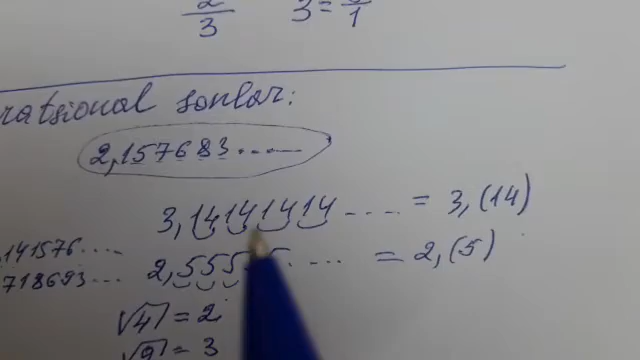 2/3 3 = 3/1
ratsional sonlar:
2,157683......
3,14141414.... = 3,(14)
,141576....
2,555... = 2,(5)
718693...
√4 = 2
√9 = 3